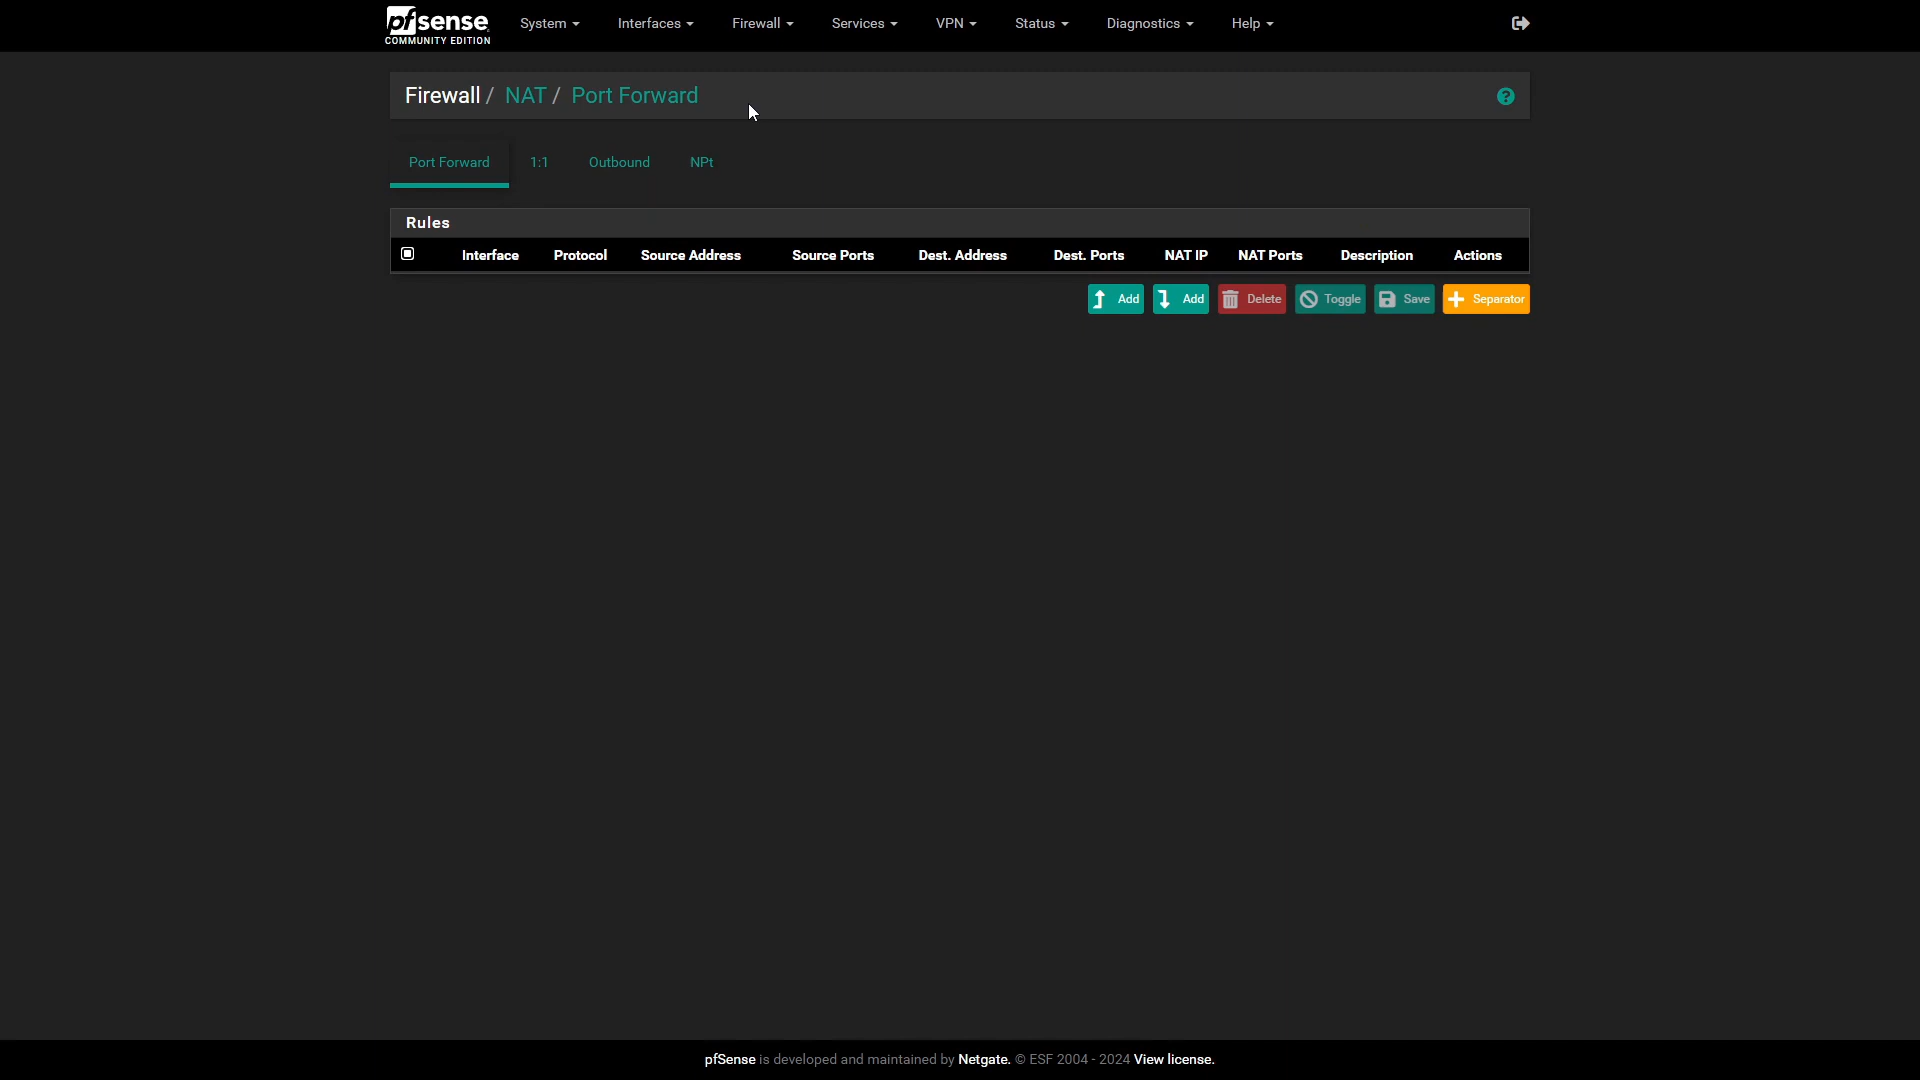 pfsense System Interfaces Firewall Services VPN Status Diagnostics Help
COMMUNITY EDITION
Firewall / NAT / Port Forward
Port Forward 1:1 Outbound NPt
Rules
Interface Protocol Source Address Source Ports Dest. Address Dest. Ports NAT IP NAT Ports Description Actions
Add Add Delete Toggle Save Separator
pfSense is developed and maintained by Netgate. © ESF 2004 - 2024 View license.